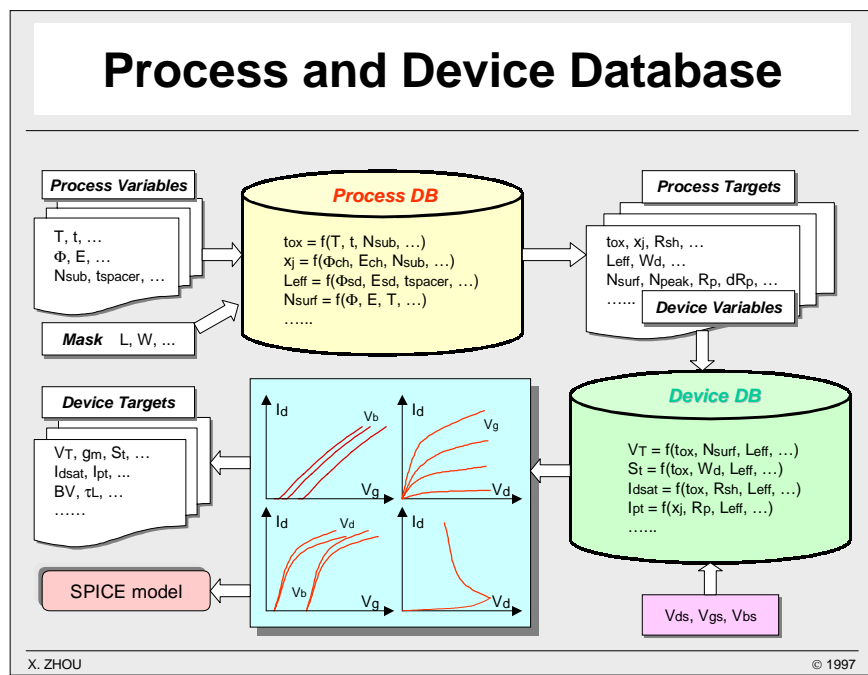 Process and Device Database
Process Variables
T, t, …
Φ, E, …
Nsub, tspacer, …
Mask L, W, ...
Process DB
tox = f(T, t, Nsub, …)
xj = f(Φch, Ech, Nsub, …)
Leff = f(Φsd, Esd, tspacer, …)
Nsurf = f(Φ, E, T, …)
…...
Process Targets
tox, xj, Rsh, …
Leff, Wd, …
Nsurf, Npeak, Rp, dRp, …
…...
Device Variables
Device Targets
VT, gm, St, …
Idsat, Ipt, ...
BV, τL, …
……
SPICE model
Id
Vb
Vg
Id
Vg
Vd
Id
Vd
Vb
Vg
Id
Vd
Device DB
VT = f(tox, Nsurf, Leff, …)
St = f(tox, Wd, Leff, …)
Idsat = f(tox, Rsh, Leff, …)
Ipt = f(xj, Rp, Leff, …)
…...
Vds, Vgs, Vbs
X. ZHOU
© 1997